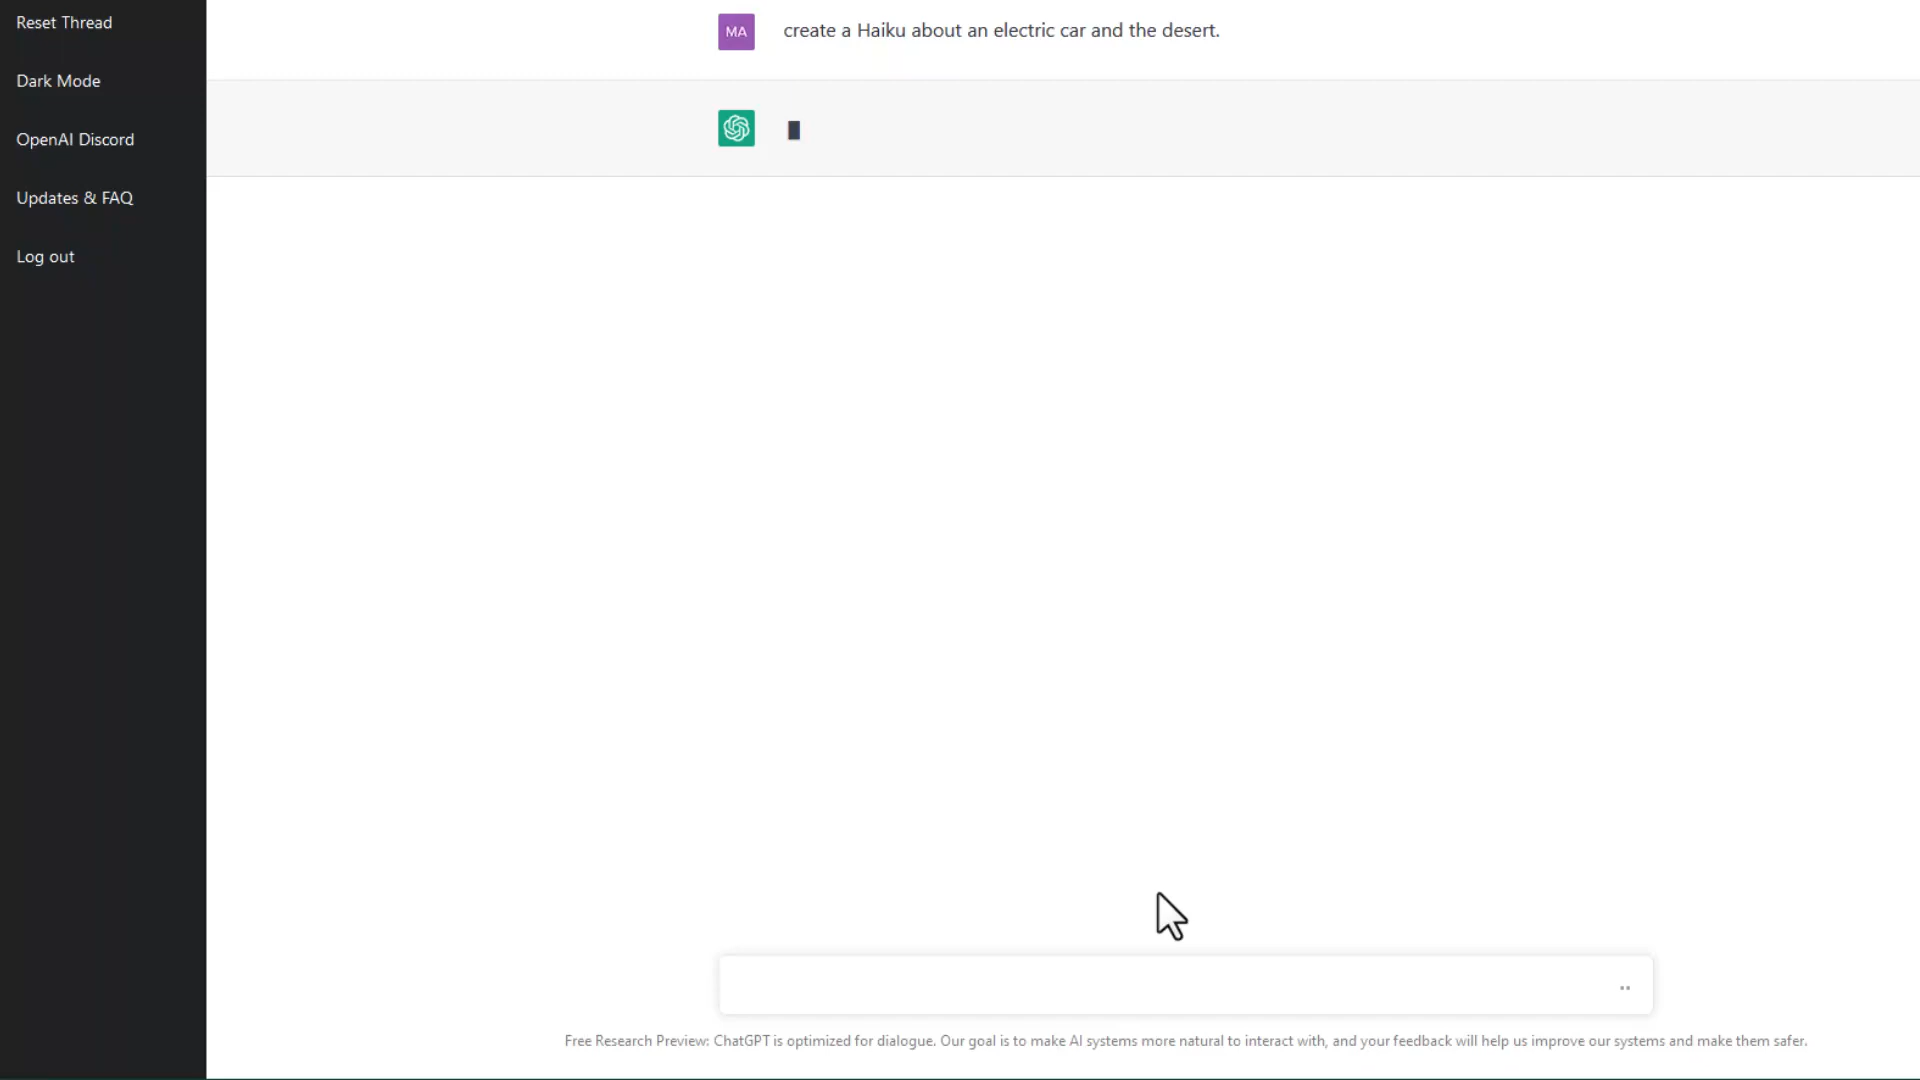 Reset Thread
Dark Mode
OpenAI Discord
Updates & FAQ
Log out
MA
create a Haiku about an electric car and the desert.
Free Research Preview: ChatGPT is optimized for dialogue. Our goal is to make AI systems more natural to interact with, and your feedback will help us improve our systems and make them safer.